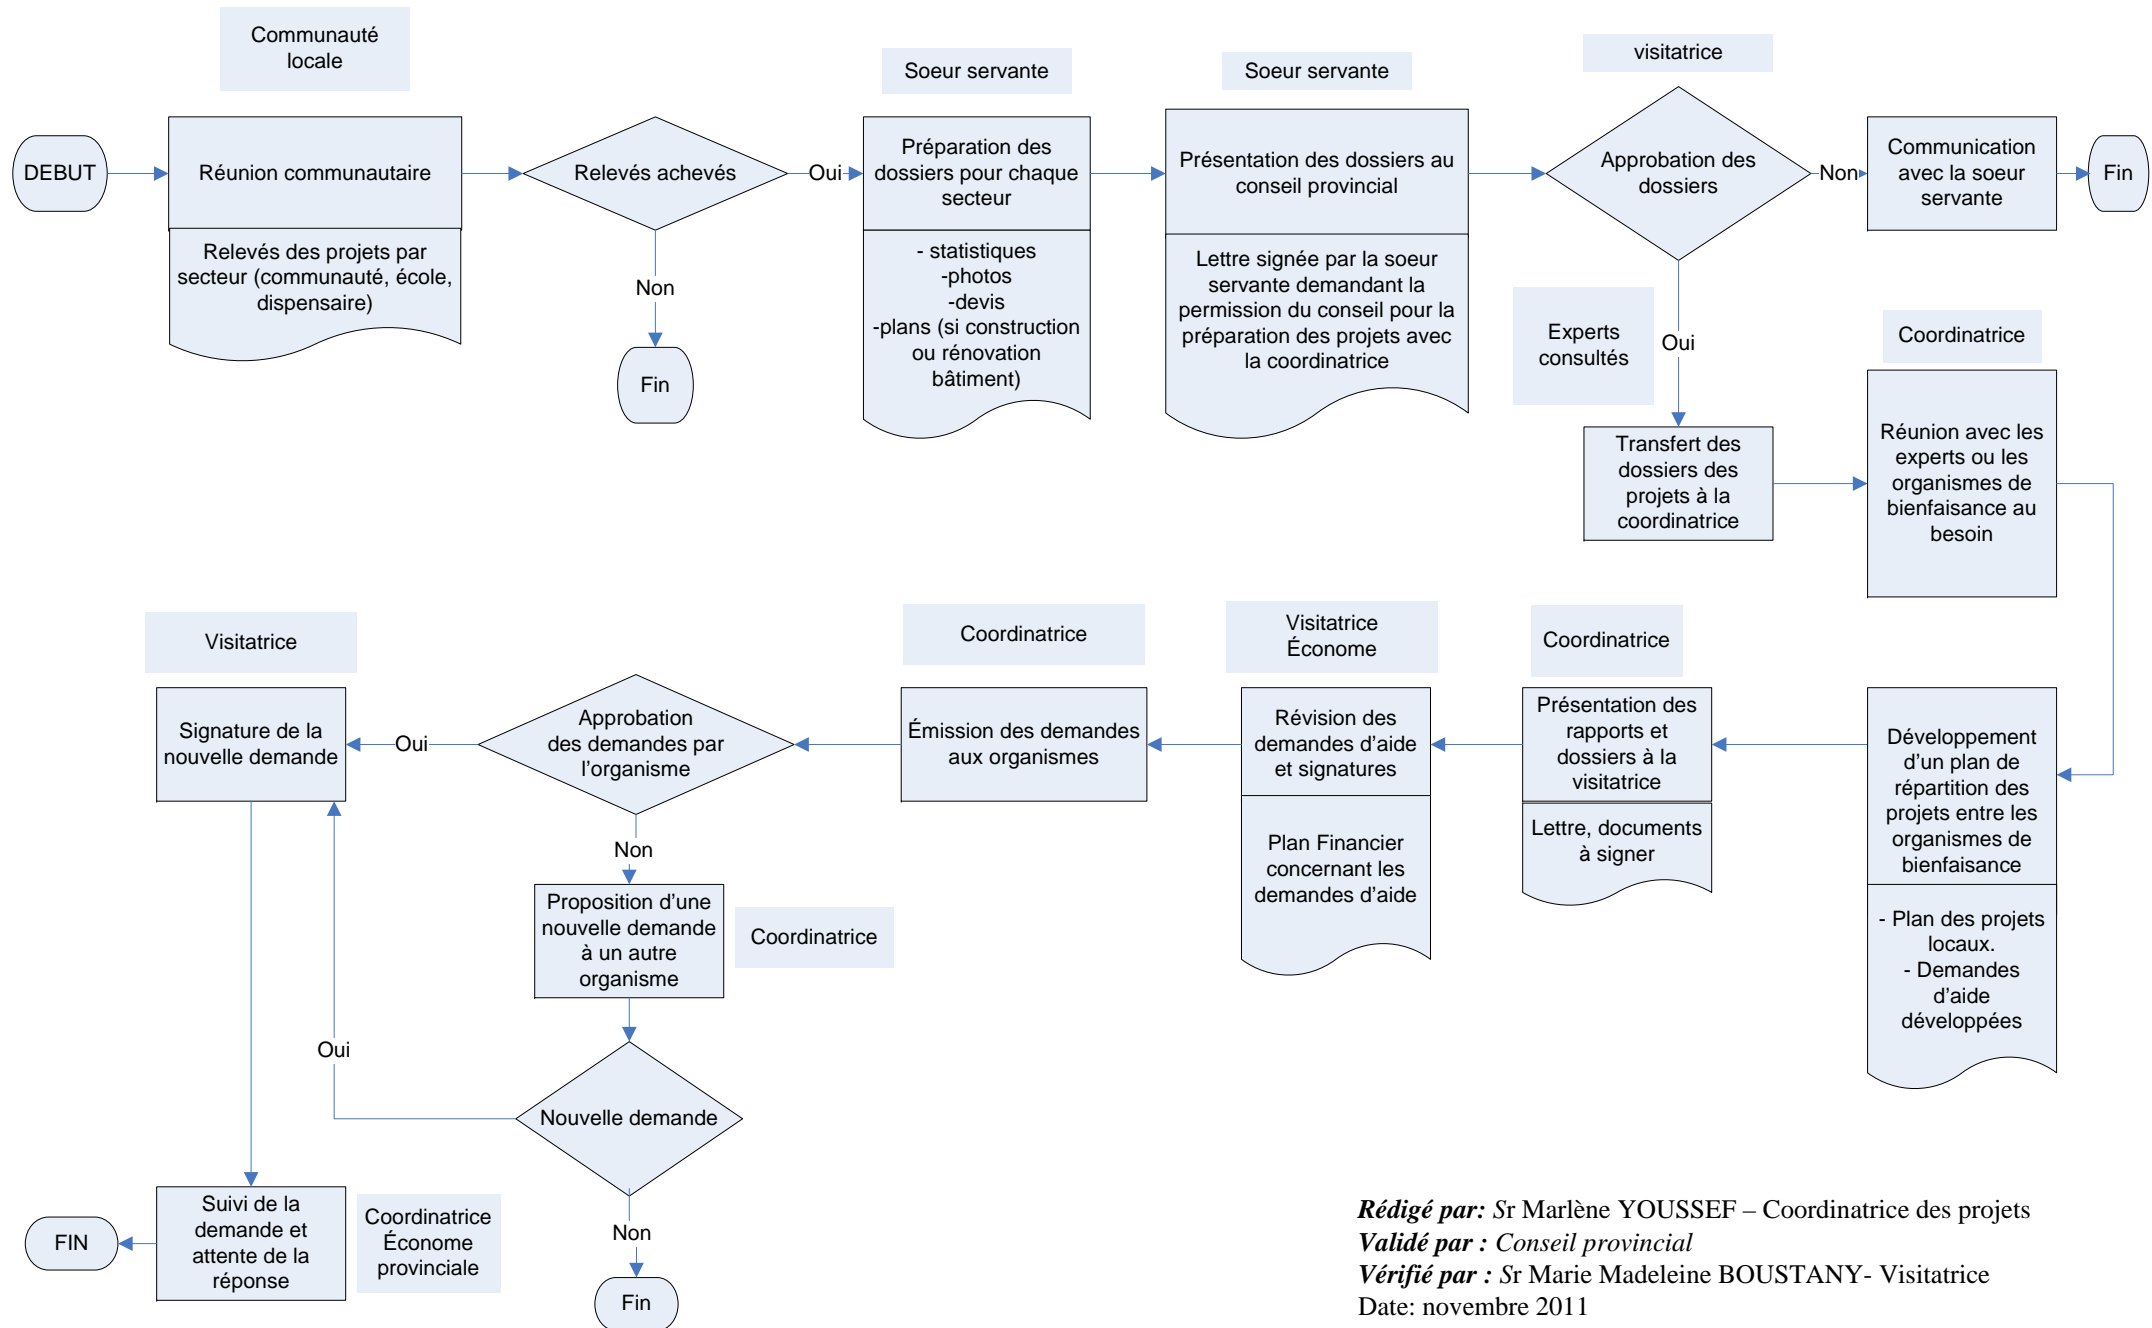 Communauté
locale
Soeur servante
Soeur servante
visitatrice
DEBUT
Réunion communautaire
Relevés des projets par
secteur (communauté, école,
dispensaire)
Relevés achevés
Oui
Non
Fin
Préparation des
dossiers pour chaque
secteur
- statistiques
-photos
-devis
-plans (si construction
ou rénovation
bâtiment)
Présentation des dossiers au
conseil provincial
Lettre signée par la soeur
servante demandant la
permission du conseil pour la
préparation des projets avec
la coordinatrice
Approbation des
dossiers
Non
Communication
avec la soeur
servante
Fin
Oui
Experts
consultés
Transfert des
dossiers des
projets à la
coordinatrice
Coordinatrice
Réunion avec les
experts ou les
organismes de
bienfaisance au
besoin
Développement
d'un plan de
répartition des
projets entre les
organismes de
bienfaisance
- Plan des projets
locaux.
- Demandes
d'aide
développées
Coordinatrice
Présentation des
rapports et
dossiers à la
visitatrice
Lettre, documents
à signer
Visitatrice
Économe
Révision des
demandes d'aide
et signatures
Plan Financier
concernant les
demandes d'aide
Coordinatrice
Émission des demandes
aux organismes
Approbation
des demandes par
l'organisme
Oui
Visitatrice
Signature de la
nouvelle demande
Non
Proposition d'une
nouvelle demande
à un autre
organisme
Coordinatrice
Nouvelle demande
Oui
Non
Fin
Suivi de la
demande et
attente de la
réponse
Coordinatrice
Économe
provinciale
FIN
Rédigé par: Sr Marlène YOUSSEF – Coordinatrice des projets
Validé par : Conseil provincial
Vérifié par : Sr Marie Madeleine BOUSTANY- Visitatrice
Date: novembre 2011